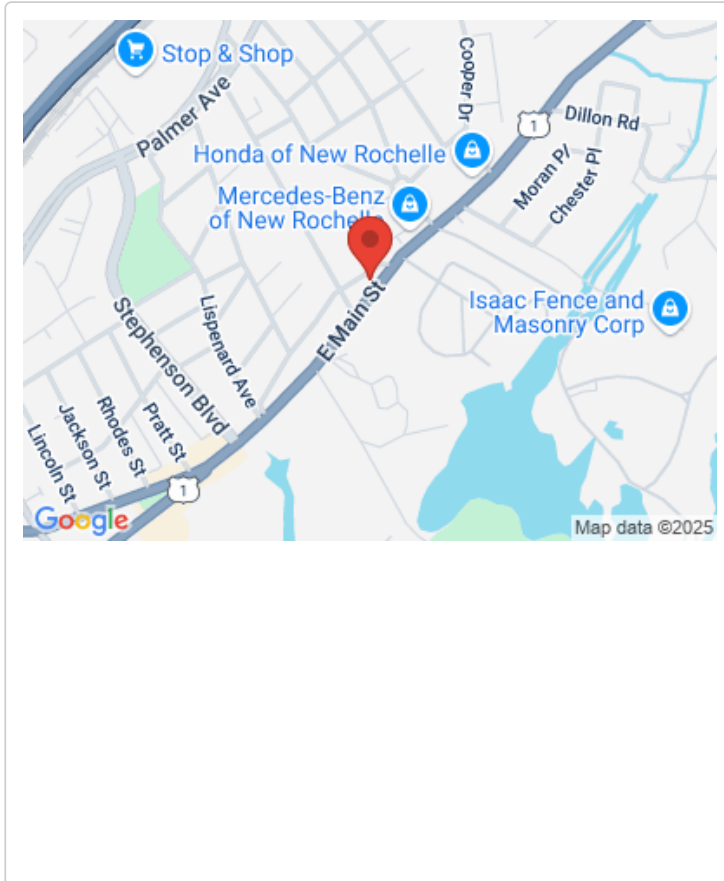 Stop & Shop
Palmer Ave
Cooper Dr
1
Dillon Rd
Honda of New Rochelle
Moran Pl
Chester Pl
Mercedes-Benz
of New Rochelle
E Main St
Isaac Fence and
Masonry Corp
Stephenson Blvd
Lispenard Ave
Pratt St
Rhodes St
Jackson St
Lincoln St
1
Google
Map data ©2025